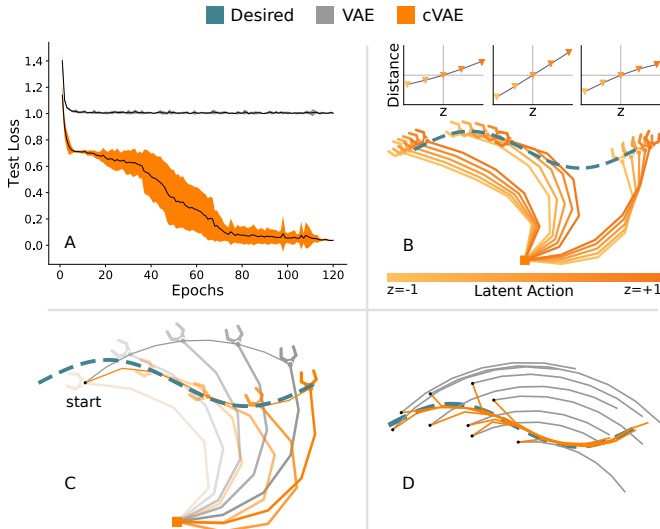 Desired VAE cVAE
Test Loss
1.4
1.2
1.0
0.8
0.6
0.4
0.2
0.0
A
0 20 40 60 80 100 120
Epochs
Distance
z z z
B
z=-1 Latent Action z=+1
start
C
D